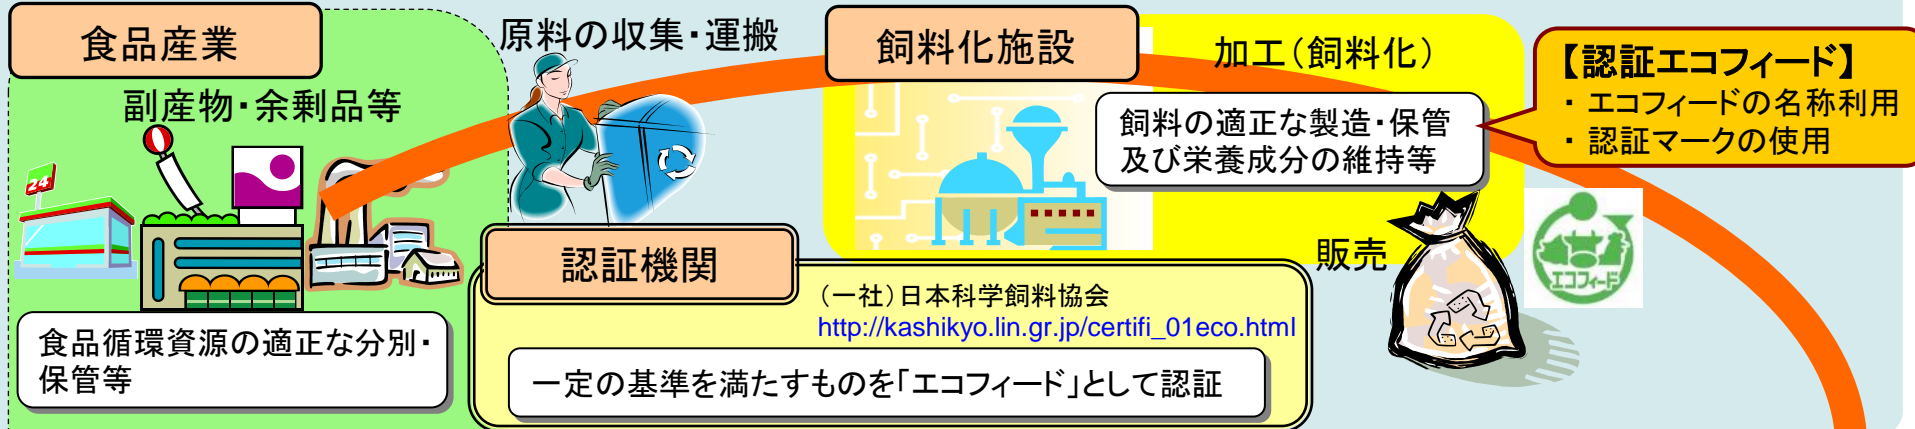 食品産業
副産物・余剰品等
24
食品循環資源の適正な分別・
保管等
原料の収集・運搬
認証機関
(一社)日本科学飼料協会
http://kashikyo.lin.gr.jp/certifi_01eco.html
一定の基準を満たすものを「エコフィード」として認証
飼料化施設
加工(飼料化)
飼料の適正な製造・保管
及び栄養成分の維持等
【認証エコフィード】
・ エコフィードの名称利用
・ 認証マークの使用
販売
エコフィード